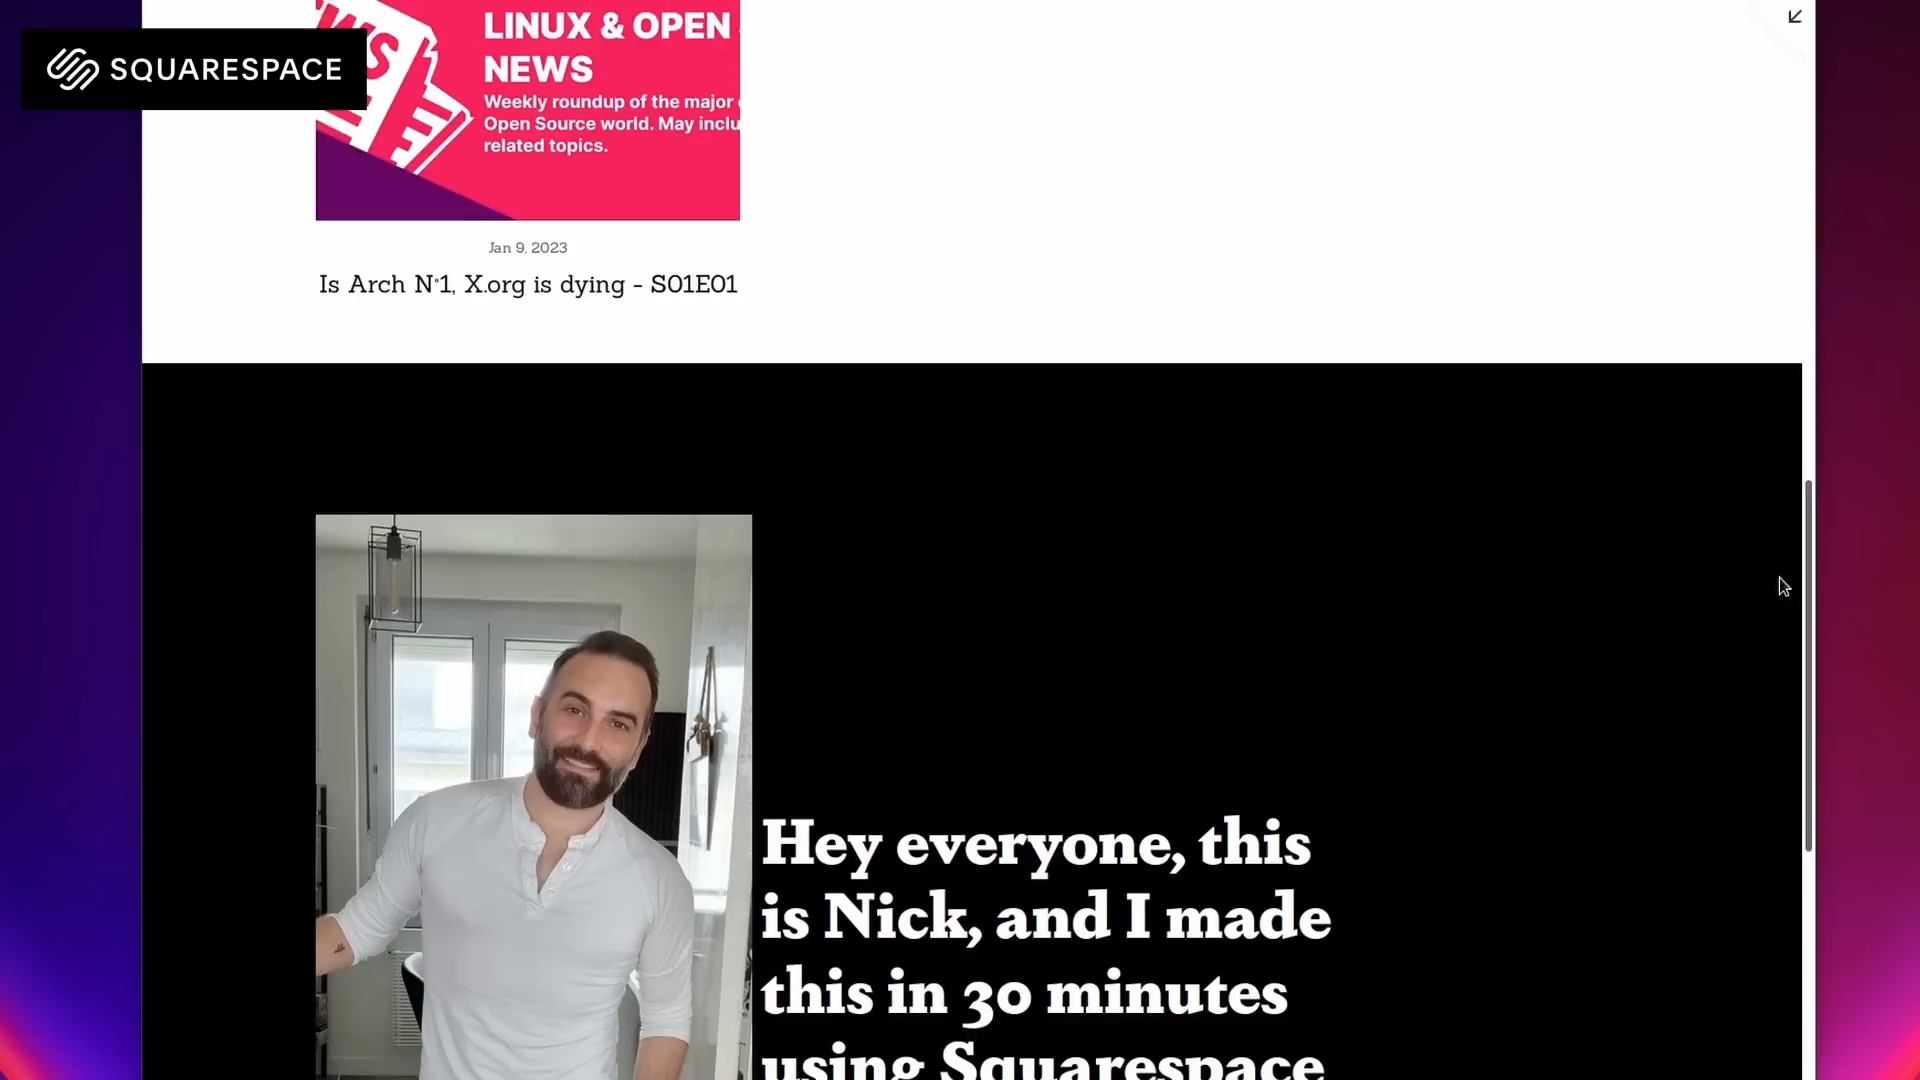 SQUARESPACE
LINUX & OPEN
NEWS
Weekly roundup of the major
Open Source world. May inclu
related topics.
Jan 9, 2023
Is Arch N°1, X.org is dying - S01E01
Hey everyone, this
is Nick, and I made
this in 30 minutes
using Squarespace